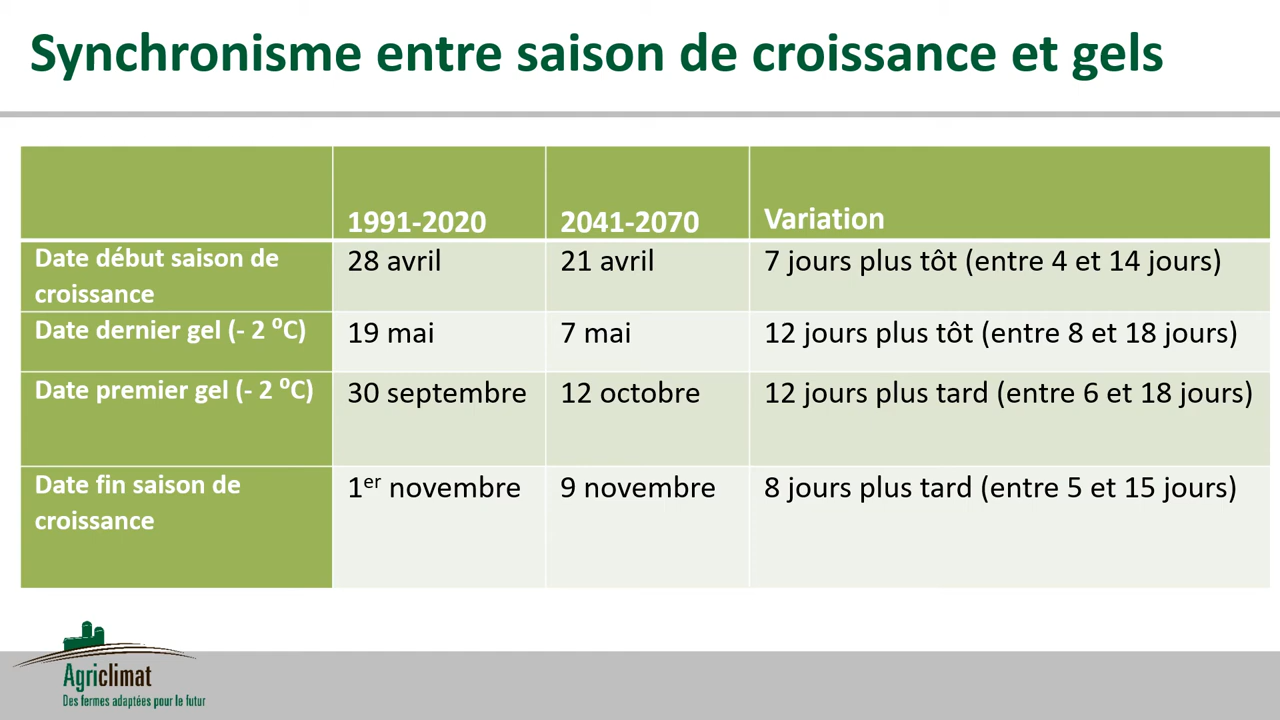 Synchronisme entre saison de croissance et gels
1991-2020 2041-2070 Variation
Date début saison de croissance 28 avril 21 avril 7 jours plus tôt (entre 4 et 14 jours)
Date dernier gel (- 2 ⁰C) 19 mai 7 mai 12 jours plus tôt (entre 8 et 18 jours)
Date premier gel (- 2 ⁰C) 30 septembre 12 octobre 12 jours plus tard (entre 6 et 18 jours)
Date fin saison de croissance 1er novembre 9 novembre 8 jours plus tard (entre 5 et 15 jours)
Agriclimat
Des fermes adaptées pour le futur